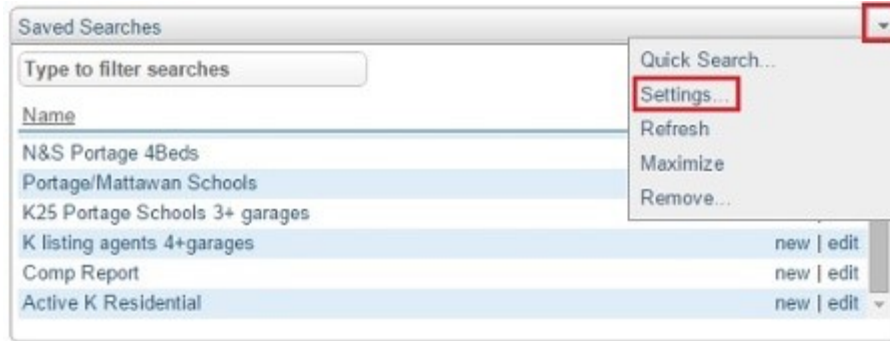 Saved Searches
Type to filter searches
Quick Search...
Settings...
Refresh
Maximize
Remove...
Name
N&S Portage 4Beds
Portage/Mattawan Schools
K25 Portage Schools 3+ garages
K listing agents 4+garages new | edit
Comp Report new | edit
Active K Residential new | edit